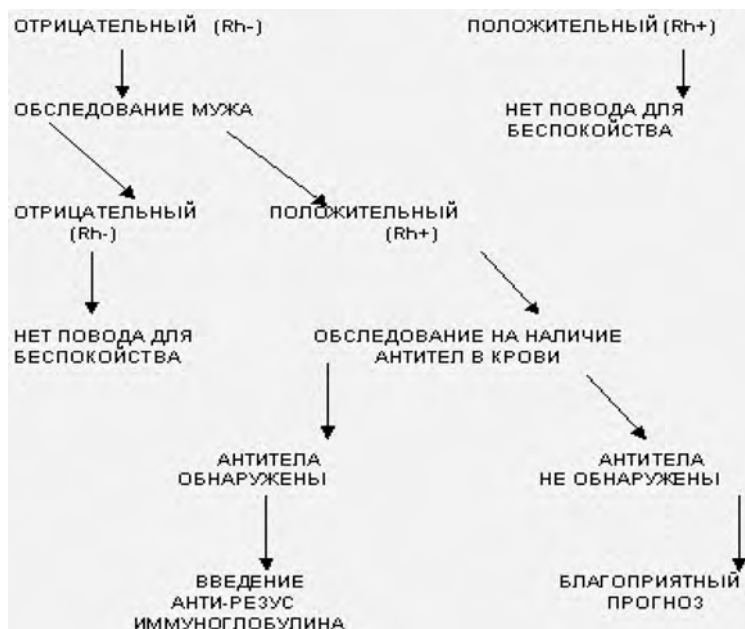 ОТРИЦАТЕЛЬНЫЙ (Rh-)
ПОЛОЖИТЕЛЬНЫЙ (Rh+)
ОБСЛЕДОВАНИЕ МУЖА
НЕТ ПОВОДА ДЛЯ
БЕСПОКОЙСТВА
ОТРИЦАТЕЛЬНЫЙ
(Rh-)
ПОЛОЖИТЕЛЬНЫЙ
(Rh+)
НЕТ ПОВОДА ДЛЯ
БЕСПОКОЙСТВА
ОБСЛЕДОВАНИЕ НА НАЛИЧИЕ
АНТИТЕЛ В КРОВИ
АНТИТЕЛА
ОБНАРУЖЕНЫ
АНТИТЕЛА
НЕ ОБНАРУЖЕНЫ
ВВЕДЕНИЕ
АНТИ-РЕЗУС
ИММУНОГЛОБУЛИНА
БЛАГОПРИЯТНЫЙ
ПРОГНОЗ